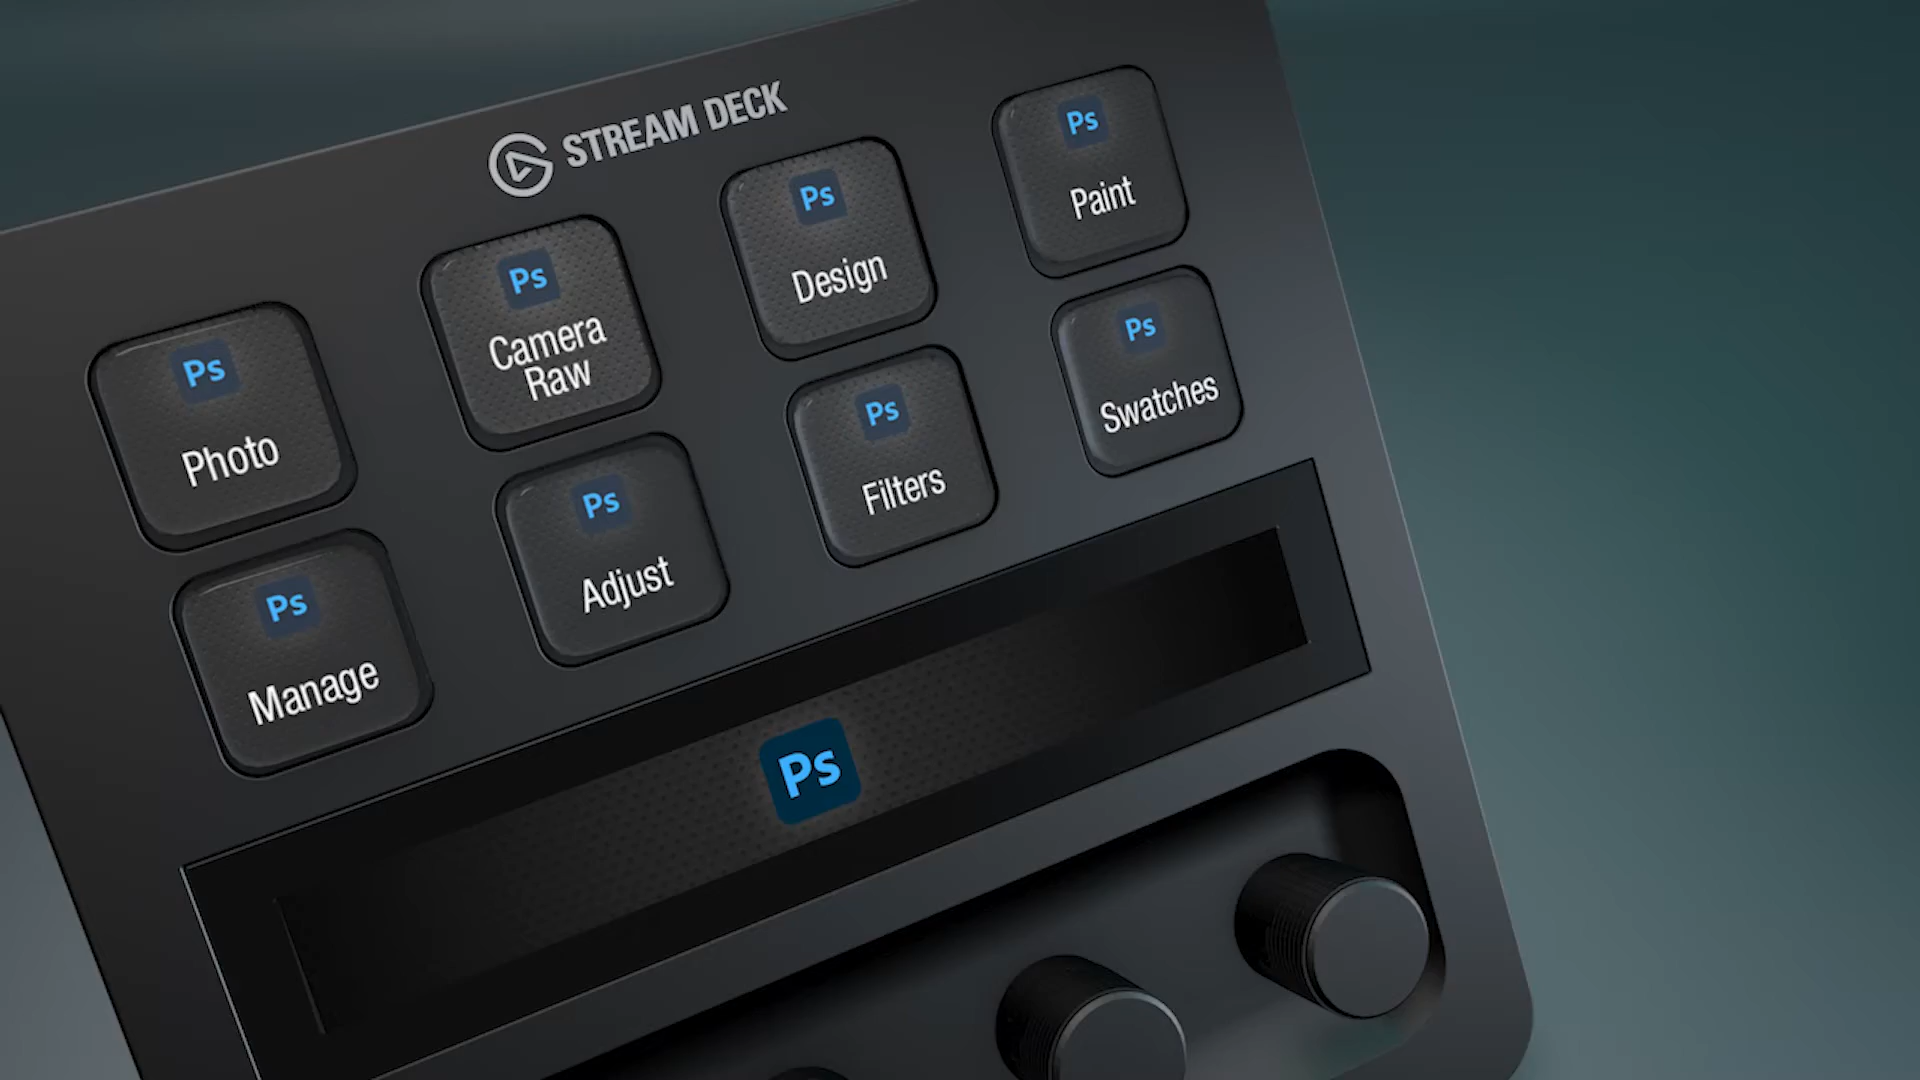 STREAM DECK
Ps
Photo
Ps
Camera
Raw
Ps
Design
Ps
Paint
Ps
Manage
Ps
Adjust
Ps
Filters
Ps
Swatches
Ps